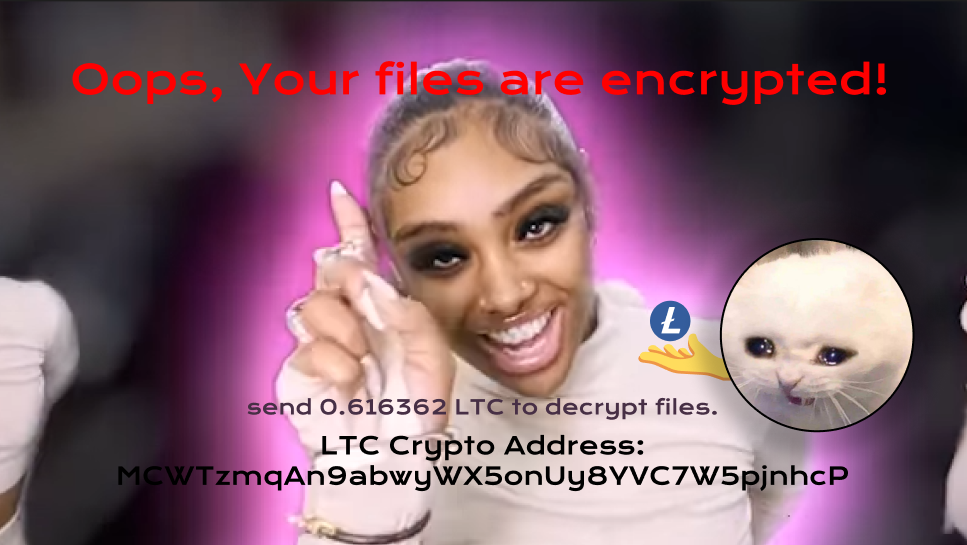 Oops, Your files are encrypted!
send 0.616362 LTC to decrypt files.
LTC Crypto Address:
MCWTzmqAn9abwyWX5onUy8YVC7W5pjnhcP